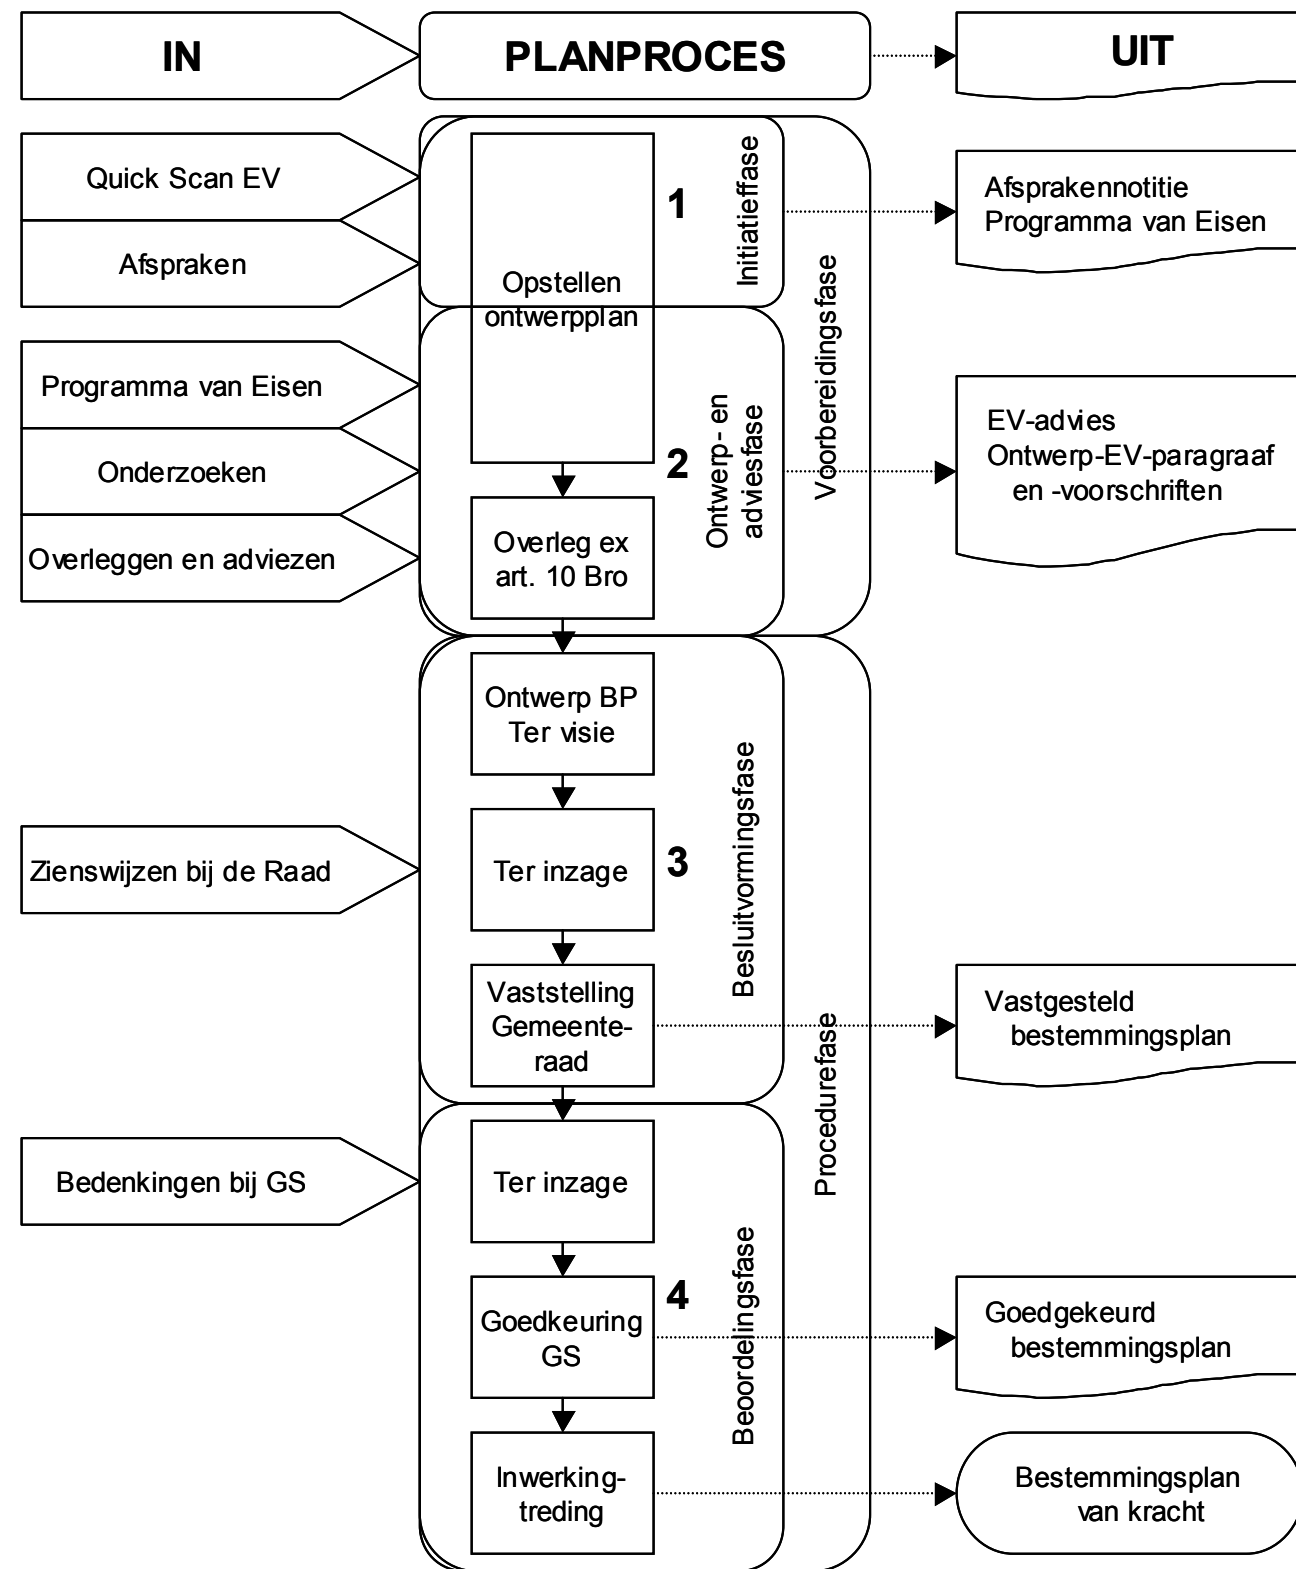 IN
PLANPROCES
UIT
Quick Scan EV
Afspraken
1
Initiatieffase
Afsprakennotitie
Programma van Eisen
Opstellen
ontwerpplan
Voorbereidingsfase
Programma van Eisen
Onderzoeken
Overleggen en adviezen
2
Ontwerp- en
adviesfase
EV-advies
Ontwerp-EV-paragraaf
en -voorschriften
Overleg ex
art. 10 Bro
Ontwerp BP
Ter visie
Zienswijzen bij de Raad
Ter inzage
3
Besluitvormingsfase
Vaststelling
Gemeente-
raad
Vastgesteld
bestemmingsplan
Procedurefase
Bedenkingen bij GS
Ter inzage
4
Beoordelingsfase
Goedkeuring
GS
Goedgekeurd
bestemmingsplan
Inwerking-
treding
Bestemmingsplan
van kracht